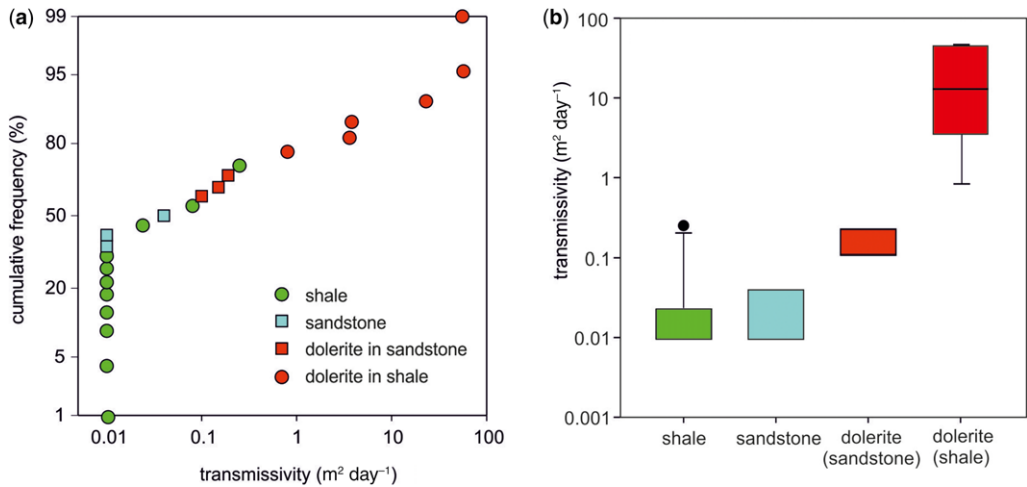 (a)
99
95
80
50
20
5
1
cumulative frequency (%)
shale
sandstone
dolerite in sandstone
dolerite in shale
0.01 0.1 1 10 100
transmissivity (m² day⁻¹)
(b)
100
10
1
0.1
0.01
0.001
transmissivity (m² day⁻¹)
shale sandstone dolerite dolerite
(sandstone) (shale)